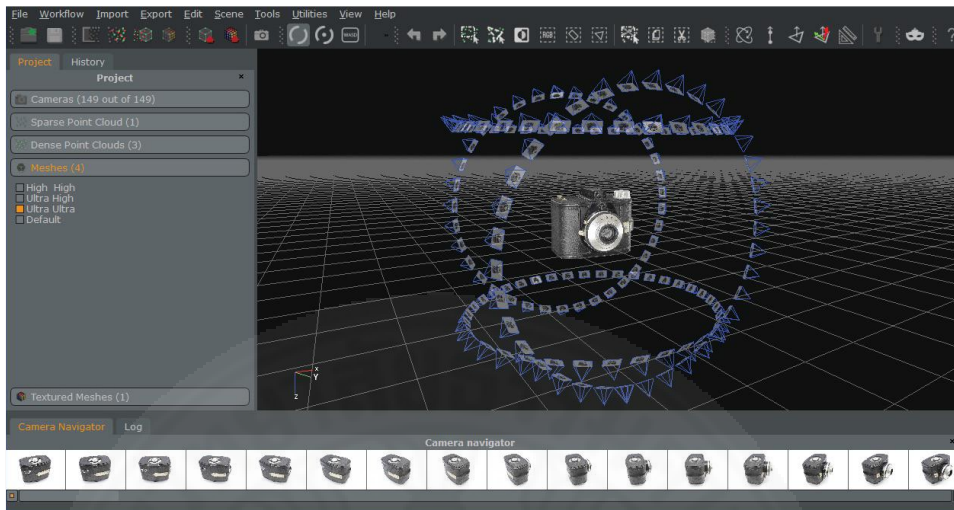 File Workflow Import Export Edit Scene Tools Utilities View Help
RGB
MASKS
Project History
Project ×
Cameras (149 out of 149)
Sparse Point Cloud (1)
Dense Point Clouds (3)
Meshes (4)
High High
Ultra High
Ultra Ultra
Default
x
Y
z
Textured Meshes (1)
Camera Navigator Log
Camera navigator